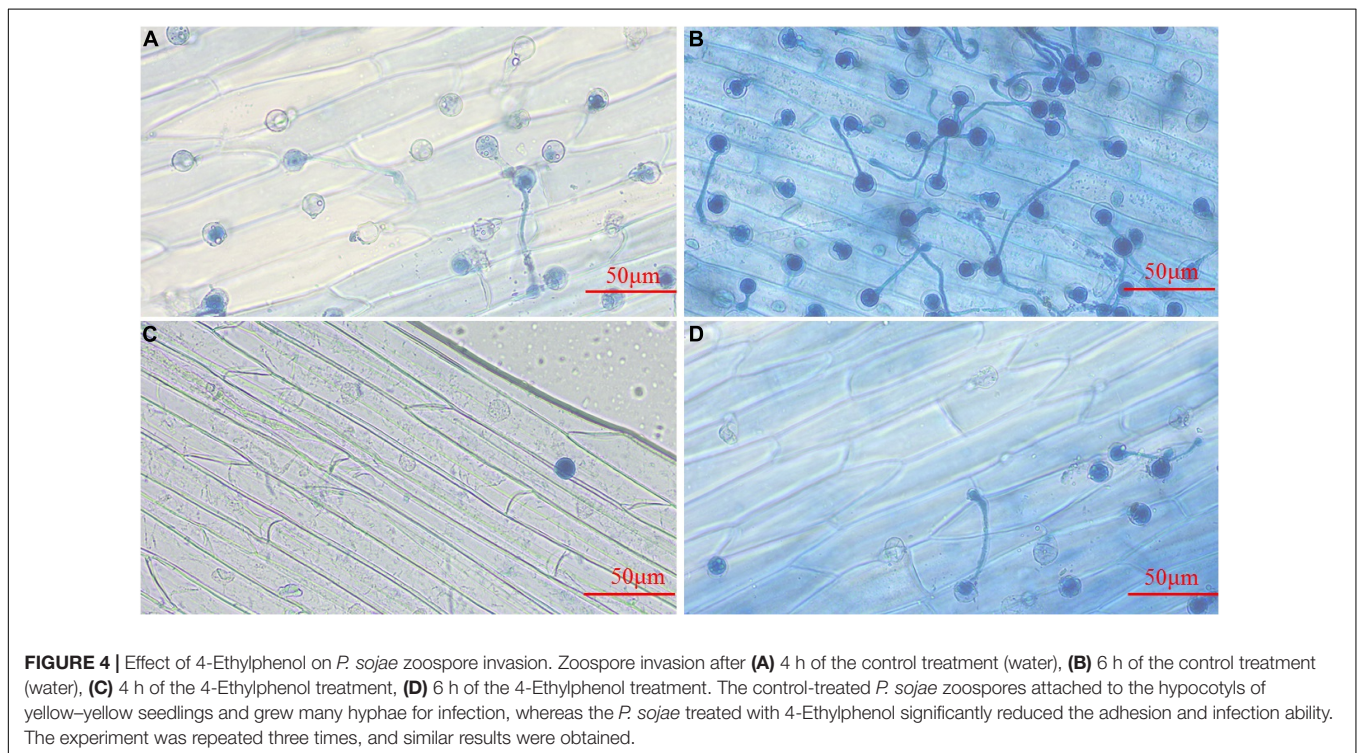 A
B
50µm
50µm
C
D
50µm
50µm
FIGURE 4 | Effect of 4-Ethylphenol on P. sojae zoospore invasion. Zoospore invasion after (A) 4 h of the control treatment (water), (B) 6 h of the control treatment
(water), (C) 4 h of the 4-Ethylphenol treatment, (D) 6 h of the 4-Ethylphenol treatment. The control-treated P. sojae zoospores attached to the hypocotyls of
yellow–yellow seedlings and grew many hyphae for infection, whereas the P. sojae treated with 4-Ethylphenol significantly reduced the adhesion and infection ability.
The experiment was repeated three times, and similar results were obtained.